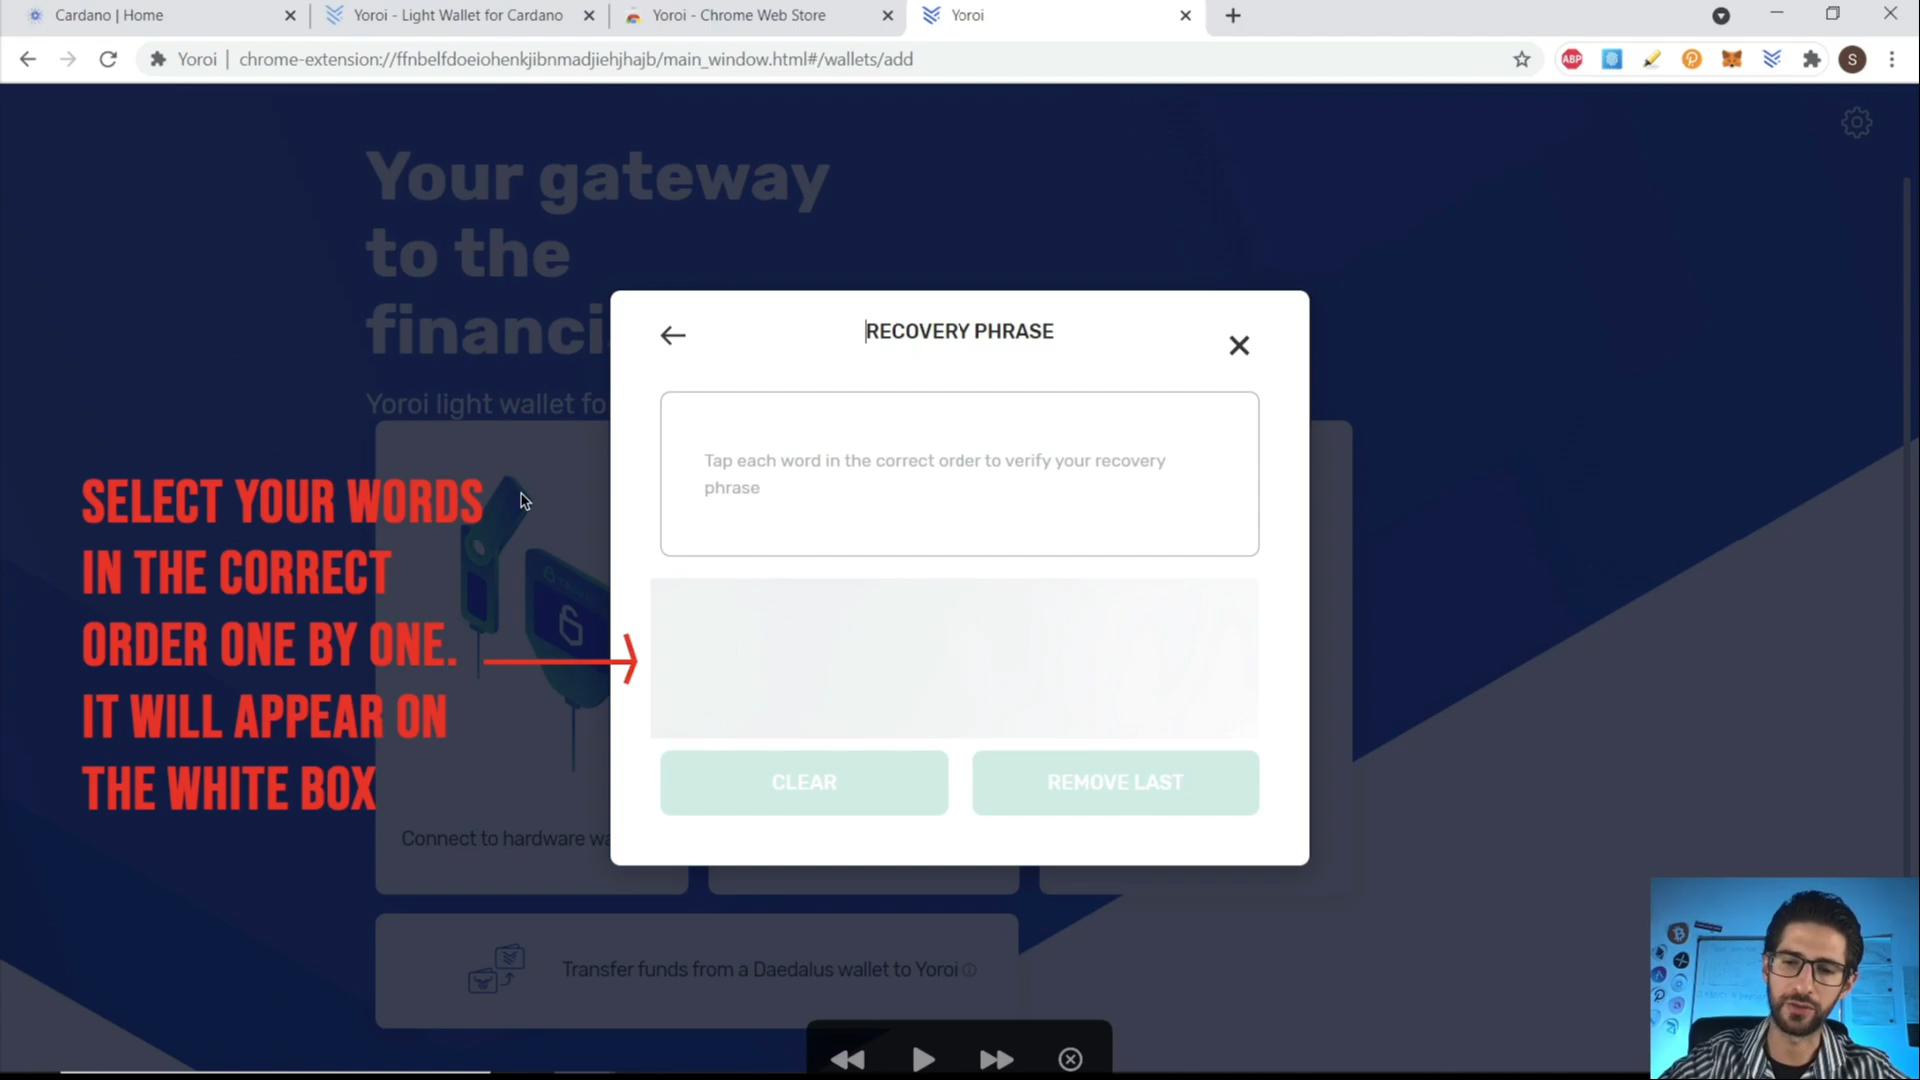 Cardano | Home
Yoroi - Light Wallet for Cardano
Yoroi - Chrome Web Store
Yoroi
Yoroi | chrome-extension://ffnbelfdoeiohenkjibnmadjiehjhajb/main_window.html#/wallets/add
ABP
S
Your gateway
to the
financi
Yoroi light wallet fo
RECOVERY PHRASE
Tap each word in the correct order to verify your recovery
phrase
SELECT YOUR WORDS
IN THE CORRECT
ORDER ONE BY ONE.
IT WILL APPEAR ON
THE WHITE BOX
CLEAR
REMOVE LAST
Connect to hardware wa
Transfer funds from a Daedalus wallet to Yoroi